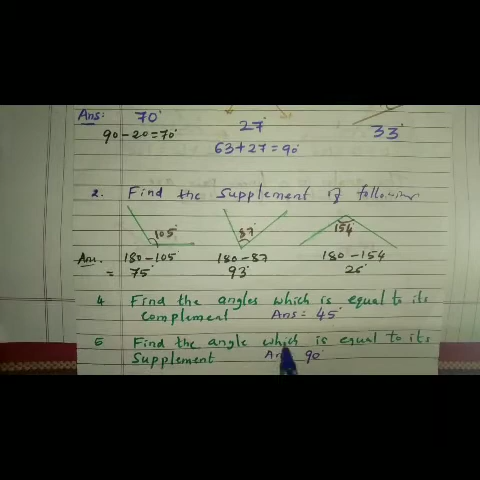 Ans: 70° 27° 33°
90 - 20 = 70°
63 + 27 = 90°
2. Find the Supplement of following
105° 87° 154°
Ans. 180 - 105 180 - 87 180 - 154
= 75° 93° 26°
4 Find the angles which is equal to its
complement Ans = 45°
5 Find the angle which is equal to its
Supplement 90°